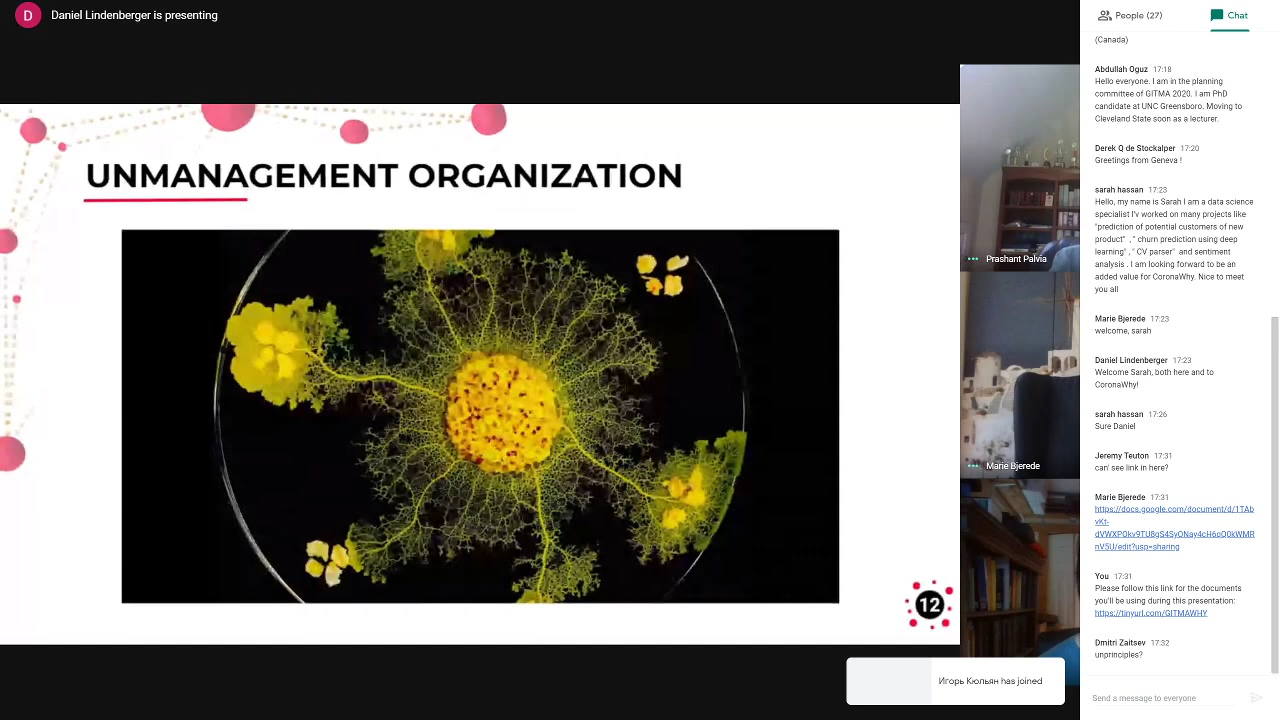 D
Daniel Lindenberger is presenting
UNMANAGEMENT ORGANIZATION
12
Prashant Palvia
Marie Bjerede
Игорь Кюльян has joined
People (27)
Chat
(Canada)
Abdullah Oguz 17:18
Hello everyone. I am in the planning
committee of GITMA 2020. I am PhD
candidate at UNC Greensboro. Moving to
Cleveland State soon as a lecturer.
Derek Q de Stockalper 17:20
Greetings from Geneva !
sarah hassan 17:23
Hello, my name is Sarah I am a data science
specialist I'v worked on many projects like
"prediction of potential customers of new
product" , " churn prediction using deep
learning" , " CV parser" and sentiment
analysis . I am looking forward to be an
added value for CoronaWhy. Nice to meet
you all
Marie Bjerede 17:23
welcome, sarah
Daniel Lindenberger 17:23
Welcome Sarah, both here and to
CoronaWhy!
sarah hassan 17:26
Sure Daniel
Jeremy Teuton 17:31
can' see link in here?
Marie Bjerede 17:31
https://docs.google.com/document/d/1TAb
vKt-
nV5U/edit?usp=sharing
You 17:31
Please follow this link for the documents
you'll be using during this presentation:
https://tinyurl.com/GITMAWHY
Dmitri Zaitsev 17:32
unprinciples?
Send a message to everyone